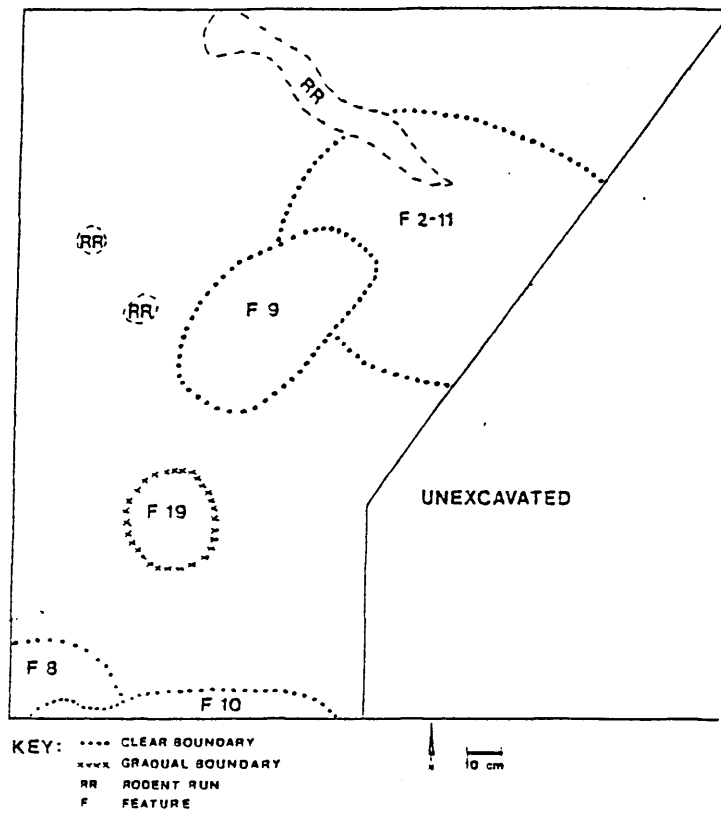 RR
F 2-11
RR
F 9
RR
UNEXCAVATED
F 19
F 8
F 10
KEY: •••• CLEAR BOUNDARY
xxxx GRADUAL BOUNDARY
RR RODENT RUN
F FEATURE
10 cm